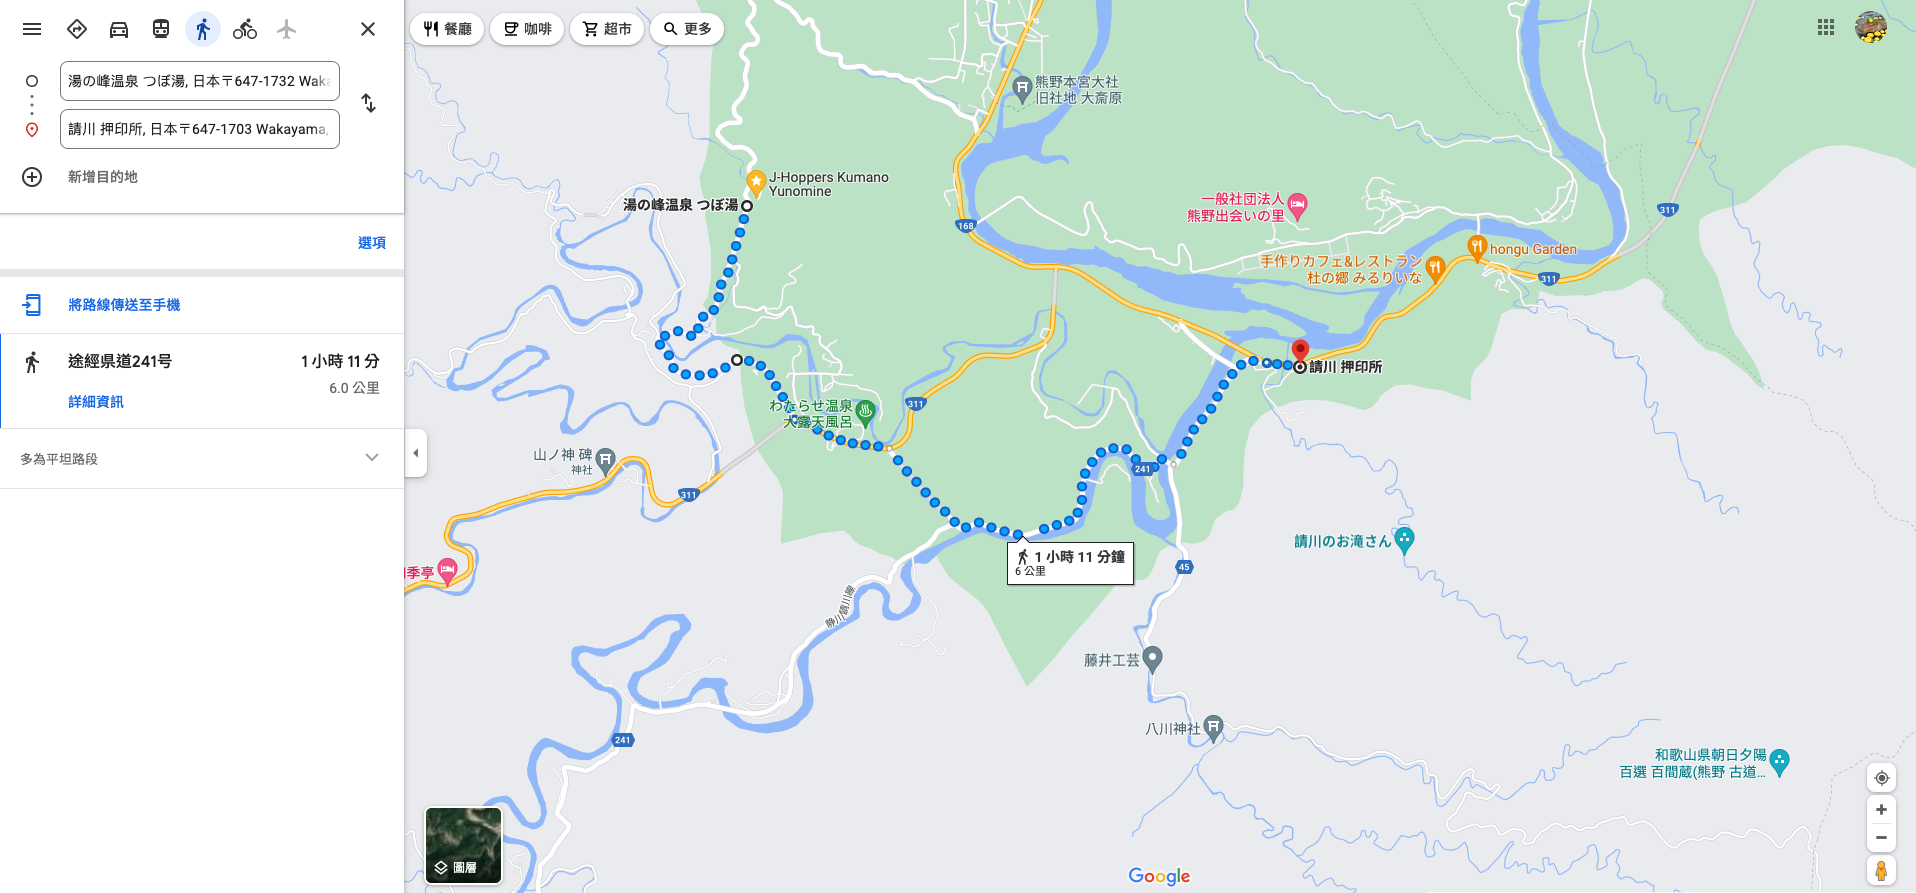 湯の峰温泉 つぼ湯, 日本〒647-1732 Waka
請川 押印所, 日本〒647-1703 Wakayama,
新增目的地
選項
將路線傳送至手機
途經県道241号
1 小時 11 分
6.0 公里
詳細資訊
多為平坦路段
餐廳
咖啡
超市
更多
熊野本宮大社
旧社地 大斎原
J-Hoppers Kumano
Yunomine
湯の峰温泉 つぼ湯
一般社団法人
熊野出会いの里
311
168
hongu Garden
手作りカフェ&レストラン
杜の郷 みるりいな
311
請川 押印所
わたらせ温泉
大露天風呂
311
山ノ神 碑
神社
311
241
1 小時 11 分鐘
6 公里
請川のお滝さん
45
季亭
静川請川線
藤井工芸
八川神社
241
和歌山県朝日夕陽
百選 百間蔵(熊野 古道...
圖層
Google